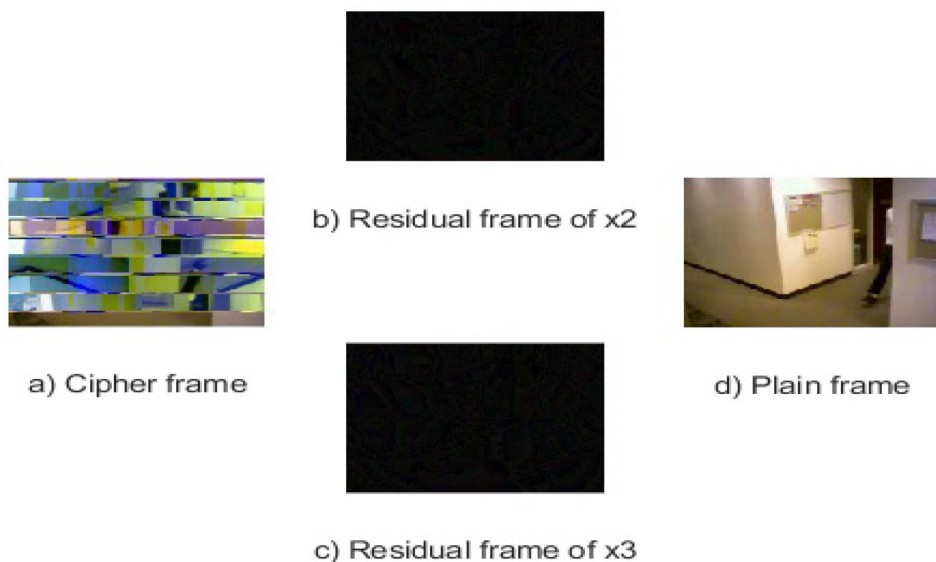 b) Residual frame of x2
a) Cipher frame
d) Plain frame
c) Residual frame of x3